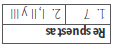 Respuestas
1. 7 2. I, II y III